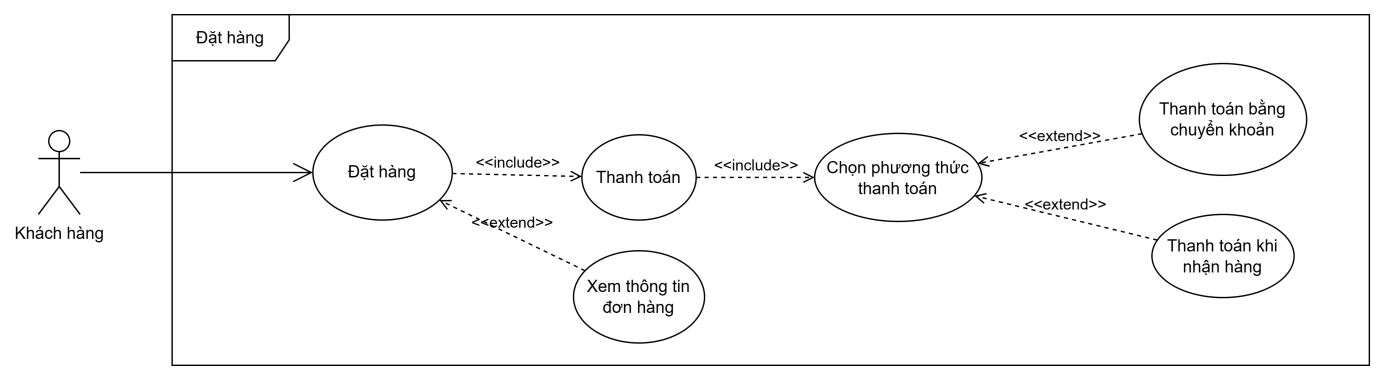 Đặt hàng
Khách hàng
Đặt hàng
<<include>>
Thanh toán
<<include>>
Chọn phương thức
thanh toán
<<extend>>
Thanh toán bằng
chuyển khoản
<<extend>>
Thanh toán khi
nhận hàng
<<extend>>
Xem thông tin
đơn hàng